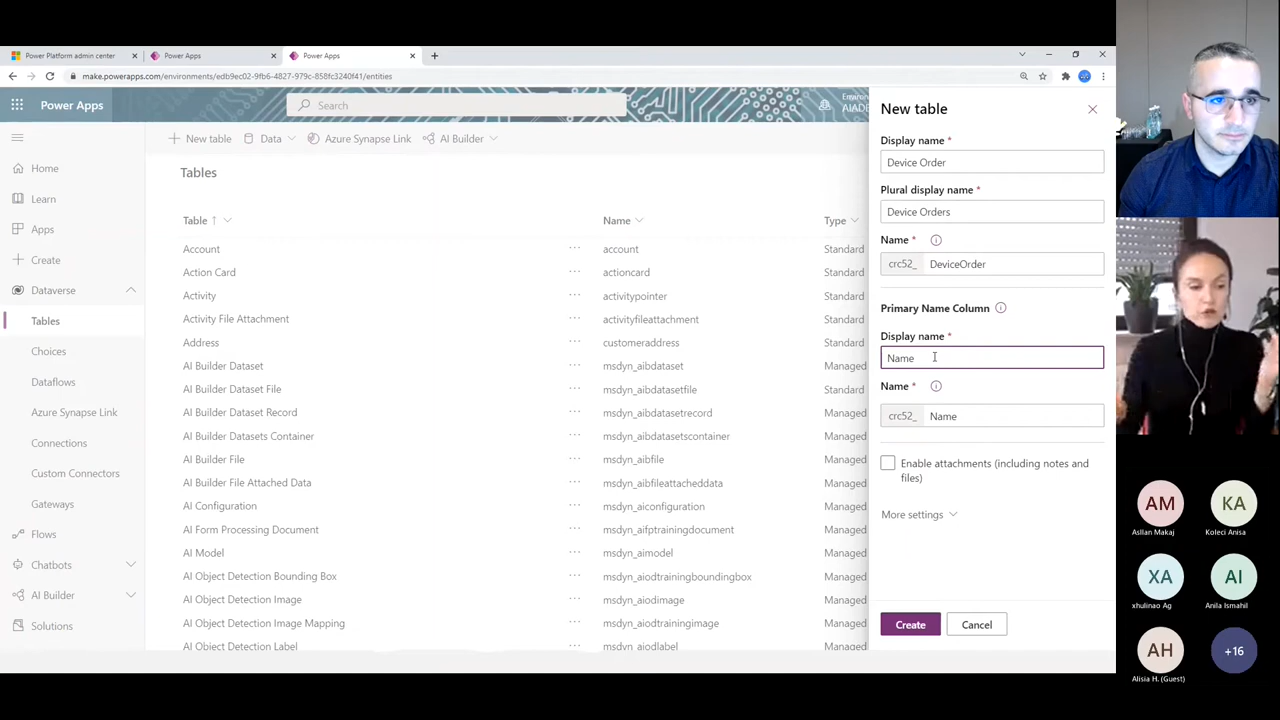 Power Platform admin center
Power Apps
Power Apps
make.powerapps.com/environments/edb9ec02-9fb6-4827-979c-858fc3240f41/entities
Power Apps
Search
Home
Learn
Apps
Create
Dataverse
Tables
Choices
Dataflows
Azure Synapse Link
Connections
Custom Connectors
Gateways
Flows
Chatbots
AI Builder
Solutions
New table Data Azure Synapse Link AI Builder
Tables
Table ↑ Name Type
Account account Standard
Action Card actioncard Standard
Activity activitypointer Standard
Activity File Attachment activityfileattachment Standard
Address customeraddress Standard
AI Builder Dataset msdyn_aibdataset Managed
AI Builder Dataset File msdyn_aibdatasetfile Standard
AI Builder Dataset Record msdyn_aibdatasetrecord Managed
AI Builder Datasets Container msdyn_aibdatasetscontainer Managed
AI Builder File msdyn_aibfile Managed
AI Builder File Attached Data msdyn_aibfileattacheddata Managed
AI Configuration msdyn_aiconfiguration Managed
AI Form Processing Document msdyn_aifptrainingdocument Managed
AI Model msdyn_aimodel Managed
AI Object Detection Bounding Box msdyn_aiodtrainingboundingbox Managed
AI Object Detection Image msdyn_aiodimage Managed
AI Object Detection Image Mapping msdyn_aiodtrainingimage Managed
AI Object Detection Label msdyn_aiodlabel Managed
New table
Display name *
Device Order
Plural display name *
Device Orders
Name *
crc52_ DeviceOrder
Primary Name Column
Display name *
Name
Name *
crc52_ Name
Enable attachments (including notes and
files)
More settings
Create Cancel
AM KA
Asllan Makaj Koleci Anisa
XA AI
xhulinao Ag Anila Ismahil
AH +16
Alisia H. (Guest)